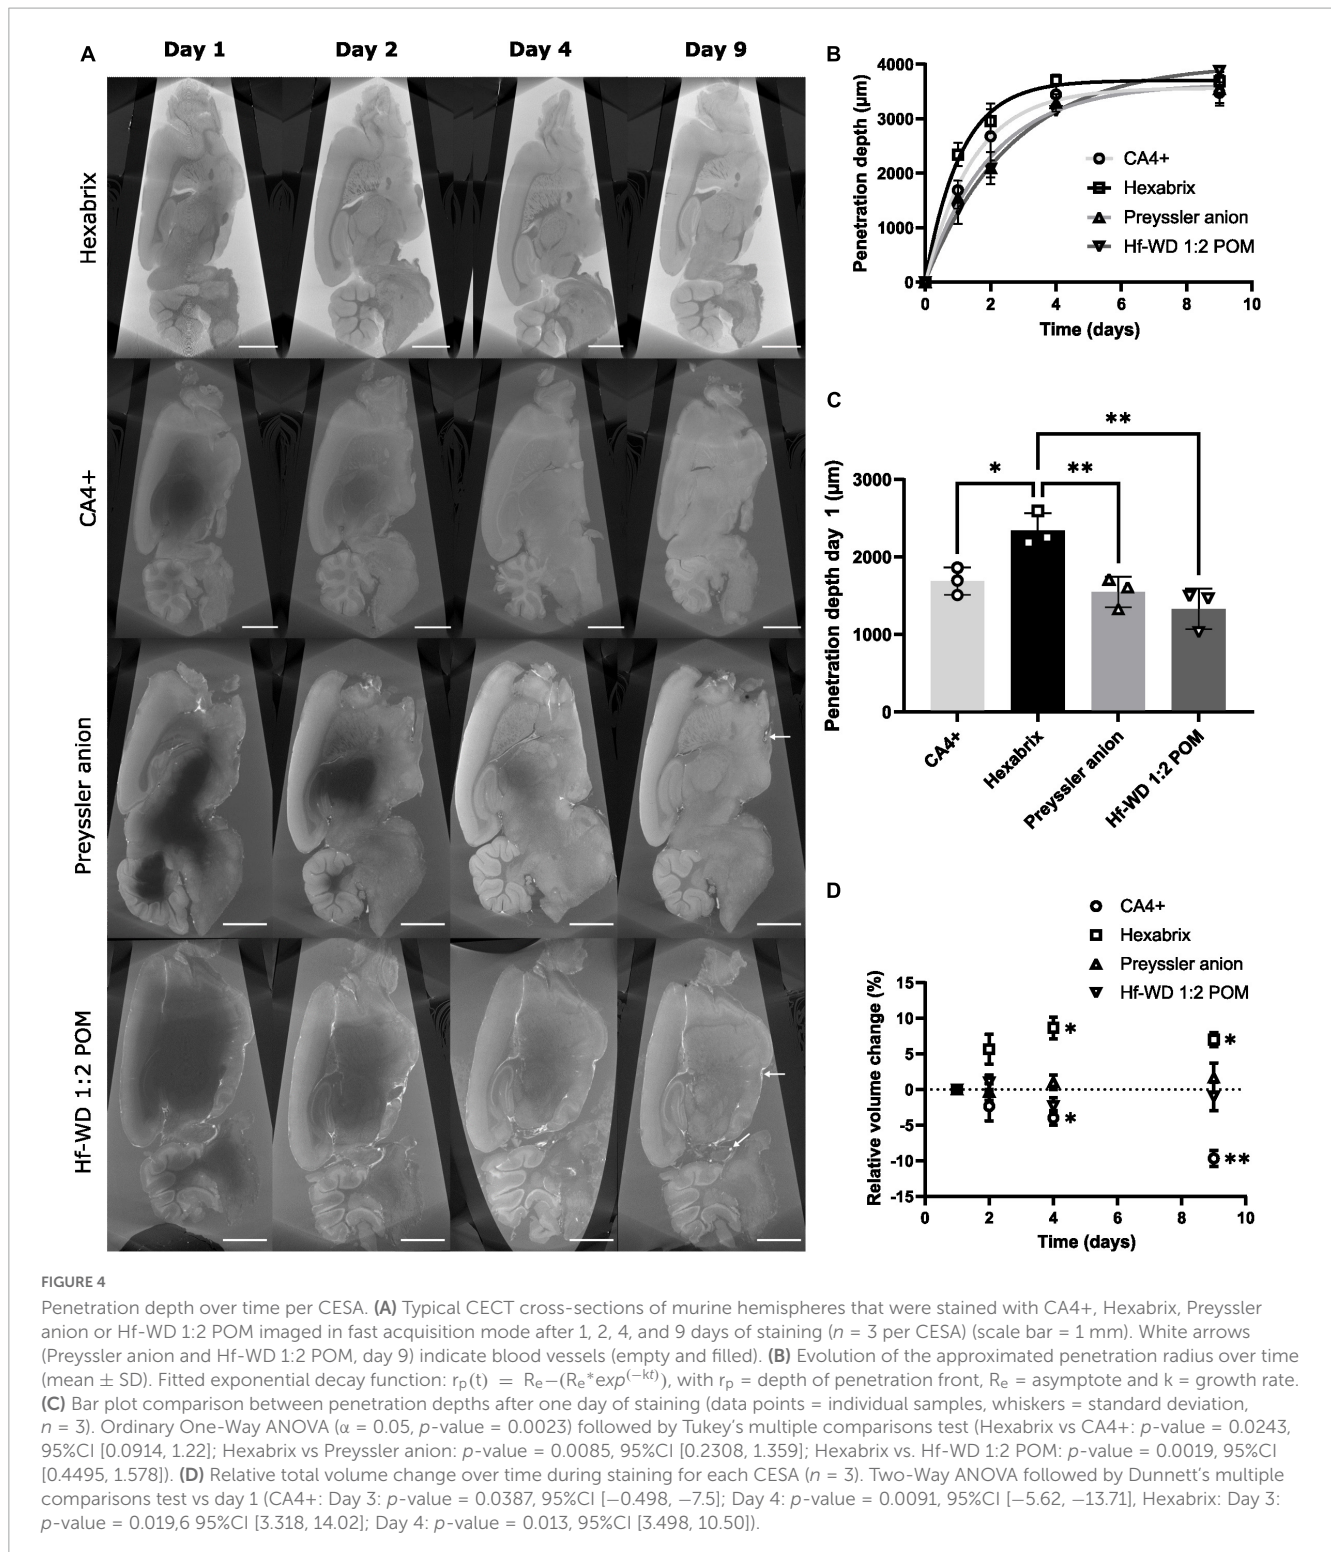 A
Day 1
Day 2
Day 4
Day 9
Hexabrix
CA4+
Preyssler anion
Hf-WD 1:2 POM
B
4000
3000
2000
1000
0
Penetration depth (µm)
CA4+
Hexabrix
Preyssler anion
Hf-WD 1:2 POM
0 2 4 6 8 10
Time (days)
C
** 
* **
3000
2000
1000
0
Penetration depth day 1 (µm)
CA4+
Hexabrix
Preyssler anion
Hf-WD 1:2 POM
D
CA4+
Hexabrix
Preyssler anion
Hf-WD 1:2 POM
15
10
5
0
-5
-10
-15
Relative volume change (%)
*
*
*
**
0 2 4 6 8 10
Time (days)
FIGURE 4
Penetration depth over time per CESA. (A) Typical CECT cross-sections of murine hemispheres that were stained with CA4+, Hexabrix, Preyssler
anion or Hf-WD 1:2 POM imaged in fast acquisition mode after 1, 2, 4, and 9 days of staining (n = 3 per CESA) (scale bar = 1 mm). White arrows
(Preyssler anion and Hf-WD 1:2 POM, day 9) indicate blood vessels (empty and filled). (B) Evolution of the approximated penetration radius over time
(mean ± SD). Fitted exponential decay function: rp(t) = Re−(Re*exp(−kt)), with rp = depth of penetration front, Re = asymptote and k = growth rate.
(C) Bar plot comparison between penetration depths after one day of staining (data points = individual samples, whiskers = standard deviation,
n = 3). Ordinary One-Way ANOVA (α = 0.05, p-value = 0.0023) followed by Tukey's multiple comparisons test (Hexabrix vs CA4+: p-value = 0.0243,
95%CI [0.0914, 1.22]; Hexabrix vs Preyssler anion: p-value = 0.0085, 95%CI [0.2308, 1.359]; Hexabrix vs. Hf-WD 1:2 POM: p-value = 0.0019, 95%CI
[0.4495, 1.578]). (D) Relative total volume change over time during staining for each CESA (n = 3). Two-Way ANOVA followed by Dunnett's multiple
comparisons test vs day 1 (CA4+: Day 3: p-value = 0.0387, 95%CI [−0.498, −7.5]; Day 4: p-value = 0.0091, 95%CI [−5.62, −13.71], Hexabrix: Day 3:
p-value = 0.019,6 95%CI [3.318, 14.02]; Day 4: p-value = 0.013, 95%CI [3.498, 10.50]).